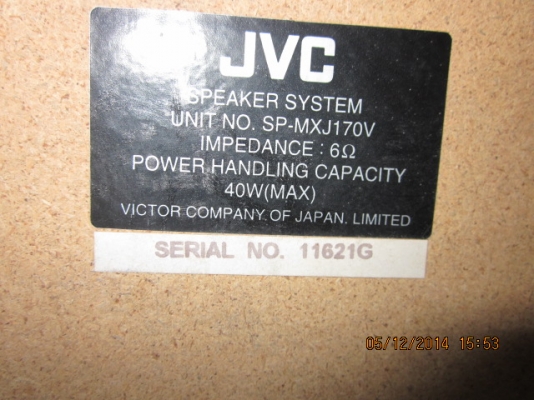 JVC
SPEAKER SYSTEM
UNIT NO. SP-MXJ170V
IMPEDANCE : 6Ω
POWER HANDLING CAPACITY
40W(MAX)
VICTOR COMPANY OF JAPAN. LIMITED
SERIAL NO. 11621G
05/12/2014 15:53